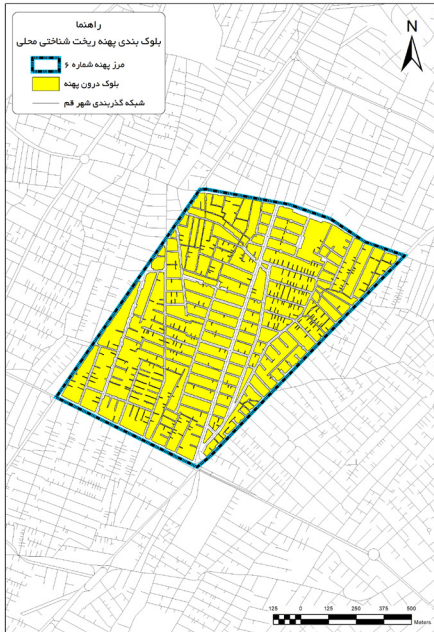 راهنما
بلوک بندی پهنه ریخت شناختی محلی
مرز پهنه شماره ۶
بلوک درون پهنه
شبکه گذربندی شهر قم
N
125 0 125 250 375 500
Meters